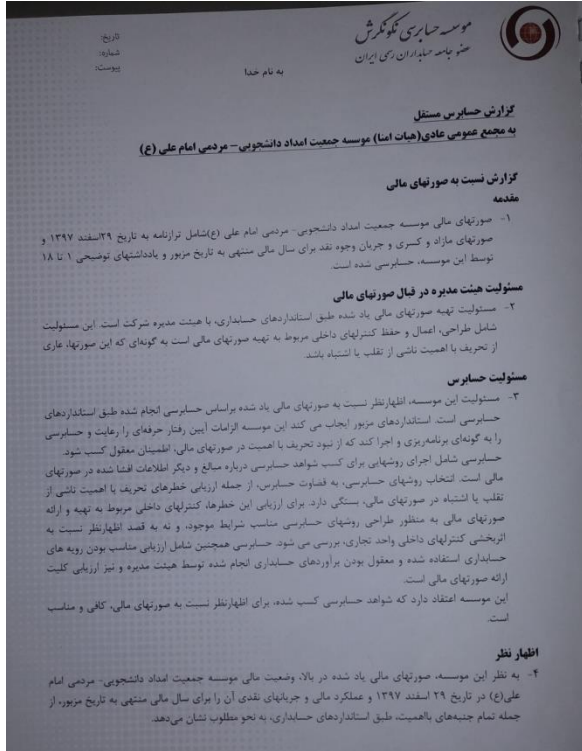 موسسه حسابرسی نکونگرش
عضو جامعه حسابداران رسمی ایران
تاریخ:
شماره:
پیوست:
به نام خدا
گزارش حسابرس مستقل
به مجمع عمومی عادی(هیات امنا) موسسه جمعیت امداد دانشجویی- مردمی امام علی (ع)
گزارش نسبت به صورتهای مالی
مقدمه
۱- صورتهای مالی موسسه جمعیت امداد دانشجویی- مردمی امام علی (ع)شامل ترازنامه به تاریخ ۲۹اسفند ۱۳۹۷ و
صورتهای مازاد و کسری و جریان وجوه نقد برای سال مالی منتهی به تاریخ مزبور و یادداشتهای توضیحی ۱ تا ۱۸
توسط این موسسه، حسابرسی شده است.
مسئولیت هیئت مدیره در قبال صورتهای مالی
۲- مسئولیت تهیه صورتهای مالی یاد شده طبق استانداردهای حسابداری، با هیئت مدیره شرکت است. این مسئولیت
شامل طراحی، اعمال و حفظ کنترلهای داخلی مربوط به تهیه صورتهای مالی است به گونه‌ای که این صورتها، عاری
از تحریف با اهمیت ناشی از تقلب یا اشتباه باشد.
مسئولیت حسابرس
۳- مسئولیت این موسسه، اظهارنظر نسبت به صورتهای مالی یاد شده براساس حسابرسی انجام شده طبق استانداردهای
حسابرسی است. استانداردهای مزبور ایجاب می کند این موسسه الزامات آیین رفتار حرفه‌ای را رعایت و حسابرسی
را به گونه‌ای برنامه‌ریزی و اجرا کند که از نبود تحریف با اهمیت در صورتهای مالی، اطمینان معقول کسب شود.
حسابرسی شامل اجرای روشهایی برای کسب شواهد حسابرسی درباره مبالغ و دیگر اطلاعات افشا شده در صورتهای
مالی است. انتخاب روشهای حسابرسی، به قضاوت حسابرس، از جمله ارزیابی خطرهای تحریف با اهمیت ناشی از
تقلب یا اشتباه در صورتهای مالی، بستگی دارد. برای ارزیابی این خطرها، کنترلهای داخلی مربوط به تهیه و ارائه
صورتهای مالی به منظور طراحی روشهای حسابرسی مناسب شرایط موجود، و نه به قصد اظهارنظر نسبت به
اثربخشی کنترلهای داخلی واحد تجاری، بررسی می شود. حسابرسی همچنین شامل ارزیابی مناسب بودن رویه های
حسابداری استفاده شده و معقول بودن برآوردهای حسابداری انجام شده توسط هیئت مدیره و نیز ارزیابی کلیت
ارائه صورتهای مالی است.
این موسسه اعتقاد دارد که شواهد حسابرسی کسب شده، برای اظهارنظر نسبت به صورتهای مالی، کافی و مناسب
است.
اظهار نظر
۴- به نظر این موسسه، صورتهای مالی یاد شده در بالا، وضعیت مالی موسسه جمعیت امداد دانشجویی- مردمی امام
علی(ع) در تاریخ ۲۹ اسفند ۱۳۹۷ و عملکرد مالی و جریانهای نقدی آن را برای سال مالی منتهی به تاریخ مزبور، از
جمله تمام جنبه‌های بااهمیت، طبق استانداردهای حسابداری، به نحو مطلوب نشان می‌دهد.